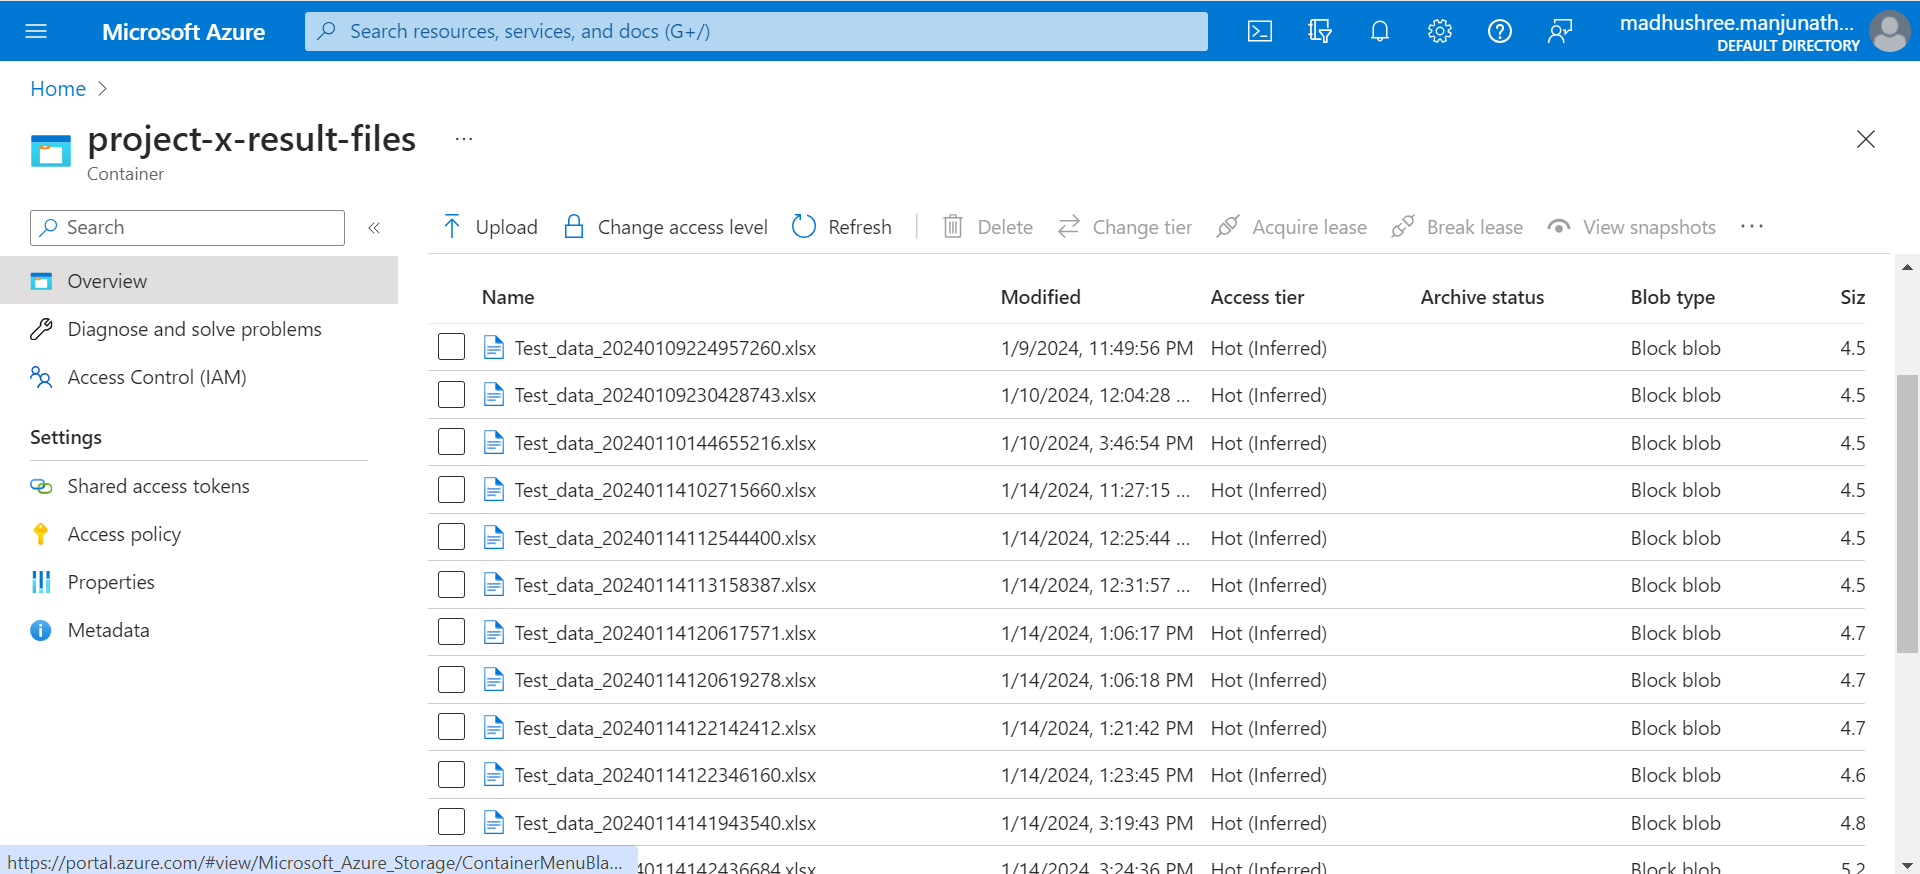 Microsoft Azure
Search resources, services, and docs (G+/)
madhushree.manjunath...
DEFAULT DIRECTORY
Home
project-x-result-files ...
Container
Search
«
Upload Change access level Refresh Delete Change tier Acquire lease Break lease View snapshots ...
Overview
Diagnose and solve problems
Access Control (IAM)
Settings
Shared access tokens
Access policy
Properties
Metadata
Name Modified Access tier Archive status Blob type Siz
Test_data_20240109224957260.xlsx 1/9/2024, 11:49:56 PM Hot (Inferred) Block blob 4.5
Test_data_20240109230428743.xlsx 1/10/2024, 12:04:28 ... Hot (Inferred) Block blob 4.5
Test_data_20240110144655216.xlsx 1/10/2024, 3:46:54 PM Hot (Inferred) Block blob 4.5
Test_data_20240114102715660.xlsx 1/14/2024, 11:27:15 ... Hot (Inferred) Block blob 4.5
Test_data_20240114112544400.xlsx 1/14/2024, 12:25:44 ... Hot (Inferred) Block blob 4.5
Test_data_20240114113158387.xlsx 1/14/2024, 12:31:57 ... Hot (Inferred) Block blob 4.5
Test_data_20240114120617571.xlsx 1/14/2024, 1:06:17 PM Hot (Inferred) Block blob 4.7
Test_data_20240114120619278.xlsx 1/14/2024, 1:06:18 PM Hot (Inferred) Block blob 4.7
Test_data_20240114122142412.xlsx 1/14/2024, 1:21:42 PM Hot (Inferred) Block blob 4.7
Test_data_20240114122346160.xlsx 1/14/2024, 1:23:45 PM Hot (Inferred) Block blob 4.6
Test_data_20240114141943540.xlsx 1/14/2024, 3:19:43 PM Hot (Inferred) Block blob 4.8
40114142436684.xlsx 1/14/2024, 3:24:36 PM Hot (Inferred) Block blob 5.2
https://portal.azure.com/#view/Microsoft_Azure_Storage/ContainerMenuBla...